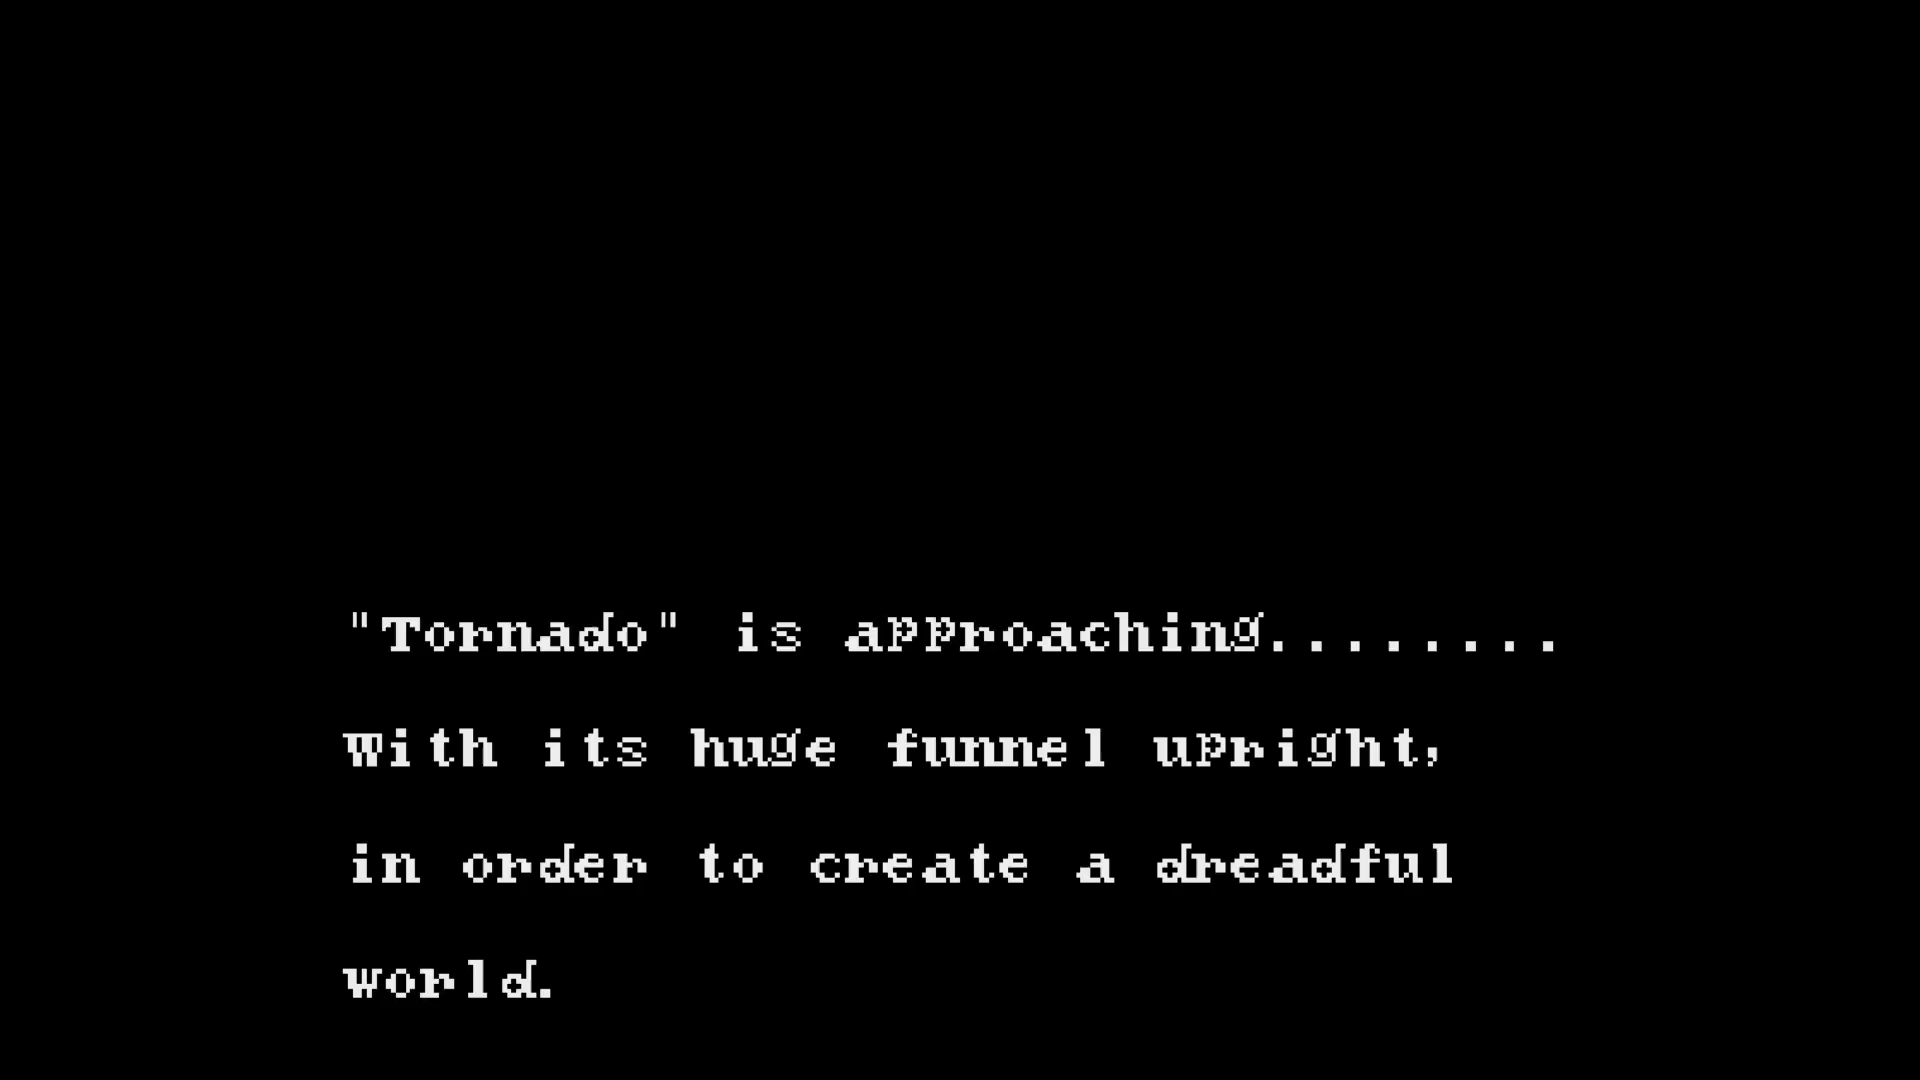 "Tornado" is approaching........
With its huge funnel upright,
in order to create a dreadful
world.